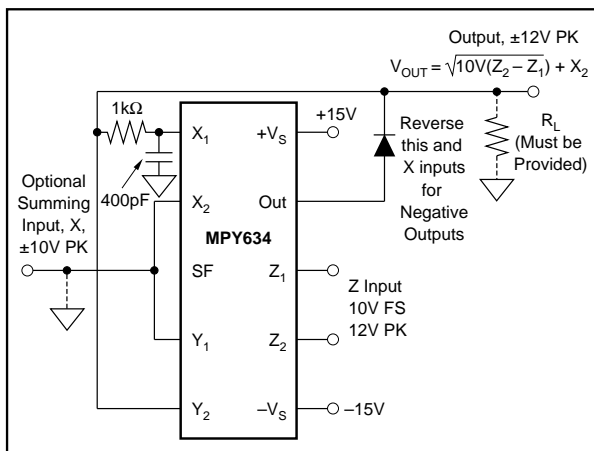 Output, ±12V PK
V_OUT = √10V(Z₂ – Z₁) + X₂
1kΩ
X₁
+V_S
+15V
Reverse
this and
X inputs
for
Negative
Outputs
R_L
(Must be
Provided)
400pF
Optional
Summing
Input, X,
±10V PK
X₂
Out
MPY634
SF
Z₁
Z Input
10V FS
12V PK
Y₁
Z₂
Y₂
–V_S
–15V